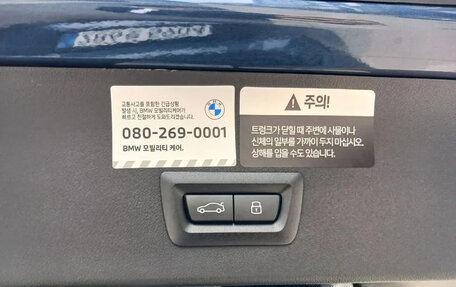 교통사고를 포함한 긴급상황
발생 시, BMW 모빌리티케어가
빠르고 친절하게 도와드리겠습니다.
080-269-0001
BMW 모빌리티 케어.
주의!
트렁크가 닫힐 때 주변에 사물이나
신체의 일부를 가까이 두지 마십시오.
상해를 입을 수도 있습니다.